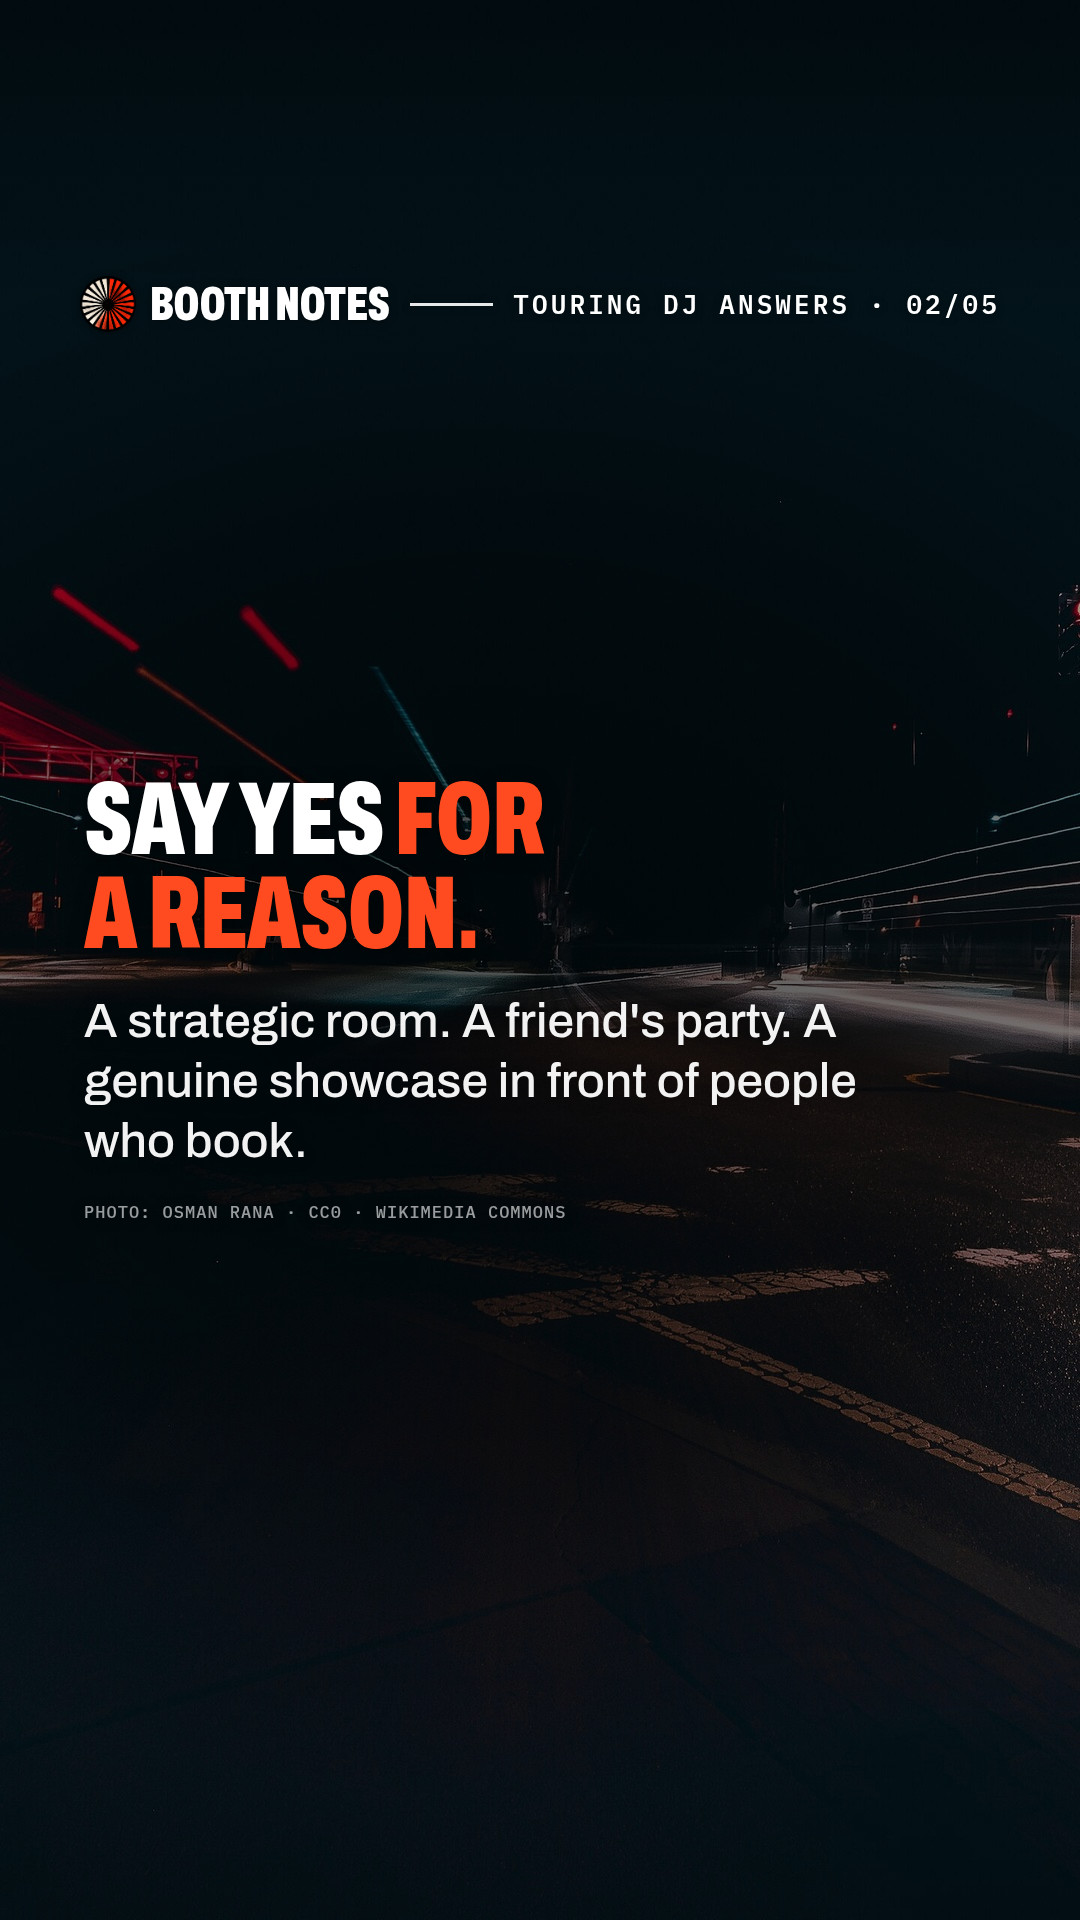 BOOTH NOTES — TOURING DJ ANSWERS · 02/05
SAY YES FOR
A REASON.
A strategic room. A friend's party. A
genuine showcase in front of people
who book.
PHOTO: OSMAN RANA · CC0 · WIKIMEDIA COMMONS